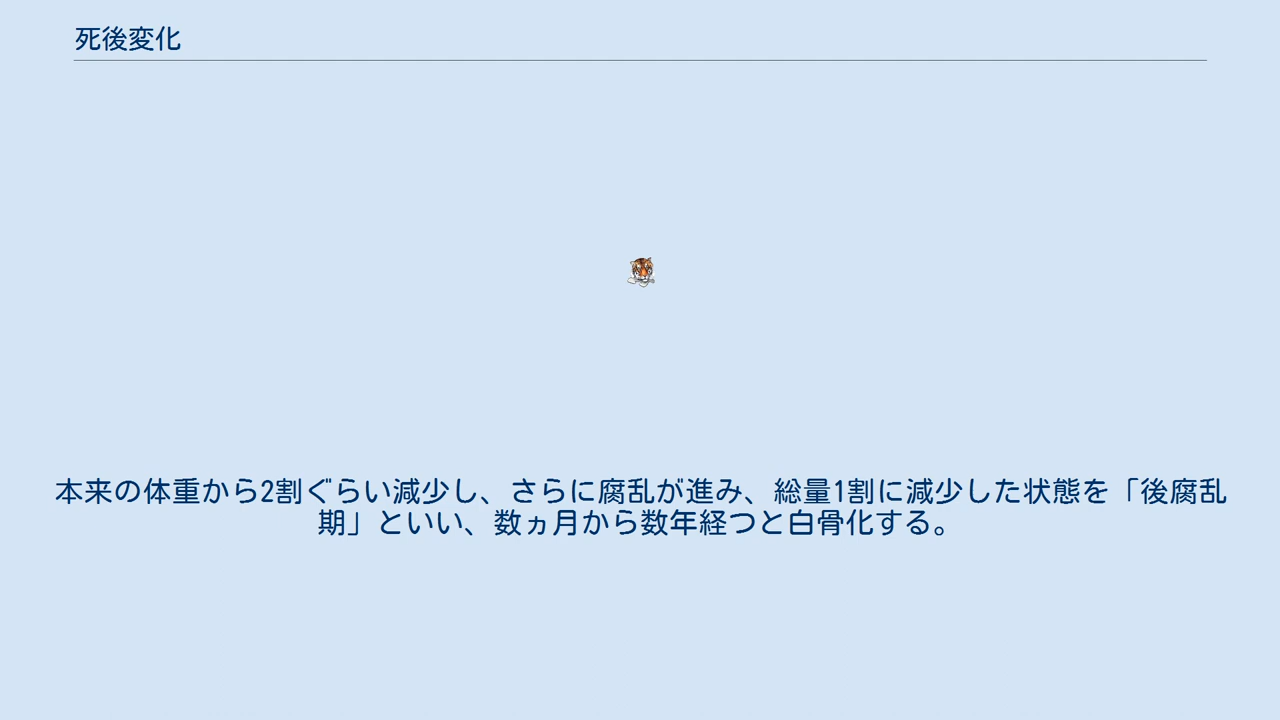 死後変化
本来の体重から2割ぐらい減少し、さらに腐乱が進み、総量1割に減少した状態を「後腐乱
期」といい、数ヵ月から数年経つと白骨化する。